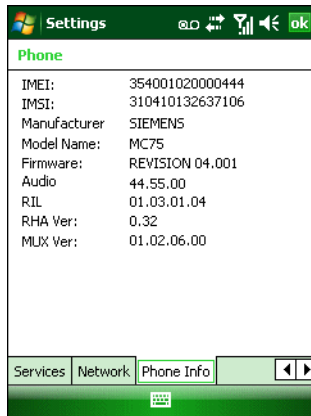 Settings ok
Phone
IMEI: 354001020000444
IMSI: 310410132637106
Manufacturer SIEMENS
Model Name: MC75
Firmware: REVISION 04.001
Audio 44.55.00
RIL 01.03.01.04
RHA Ver: 0.32
MUX Ver: 01.02.06.00
Services Network Phone Info